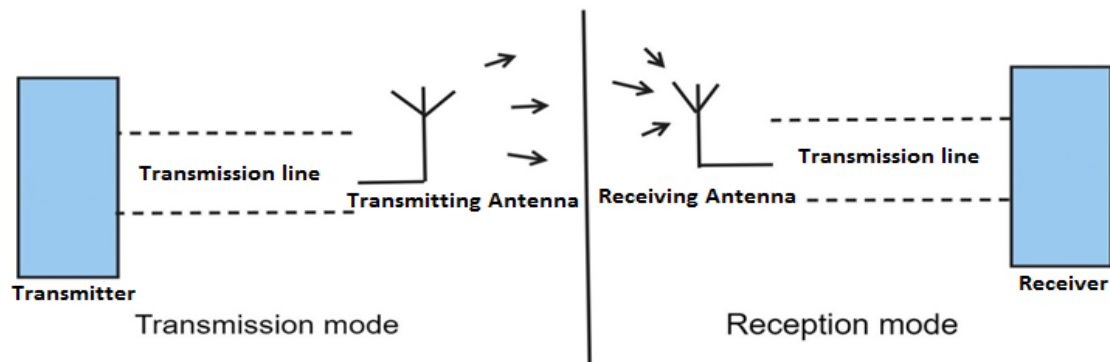 Transmission line
Transmitting Antenna
Transmitter
Transmission mode
Transmission line
Receiving Antenna
Receiver
Reception mode